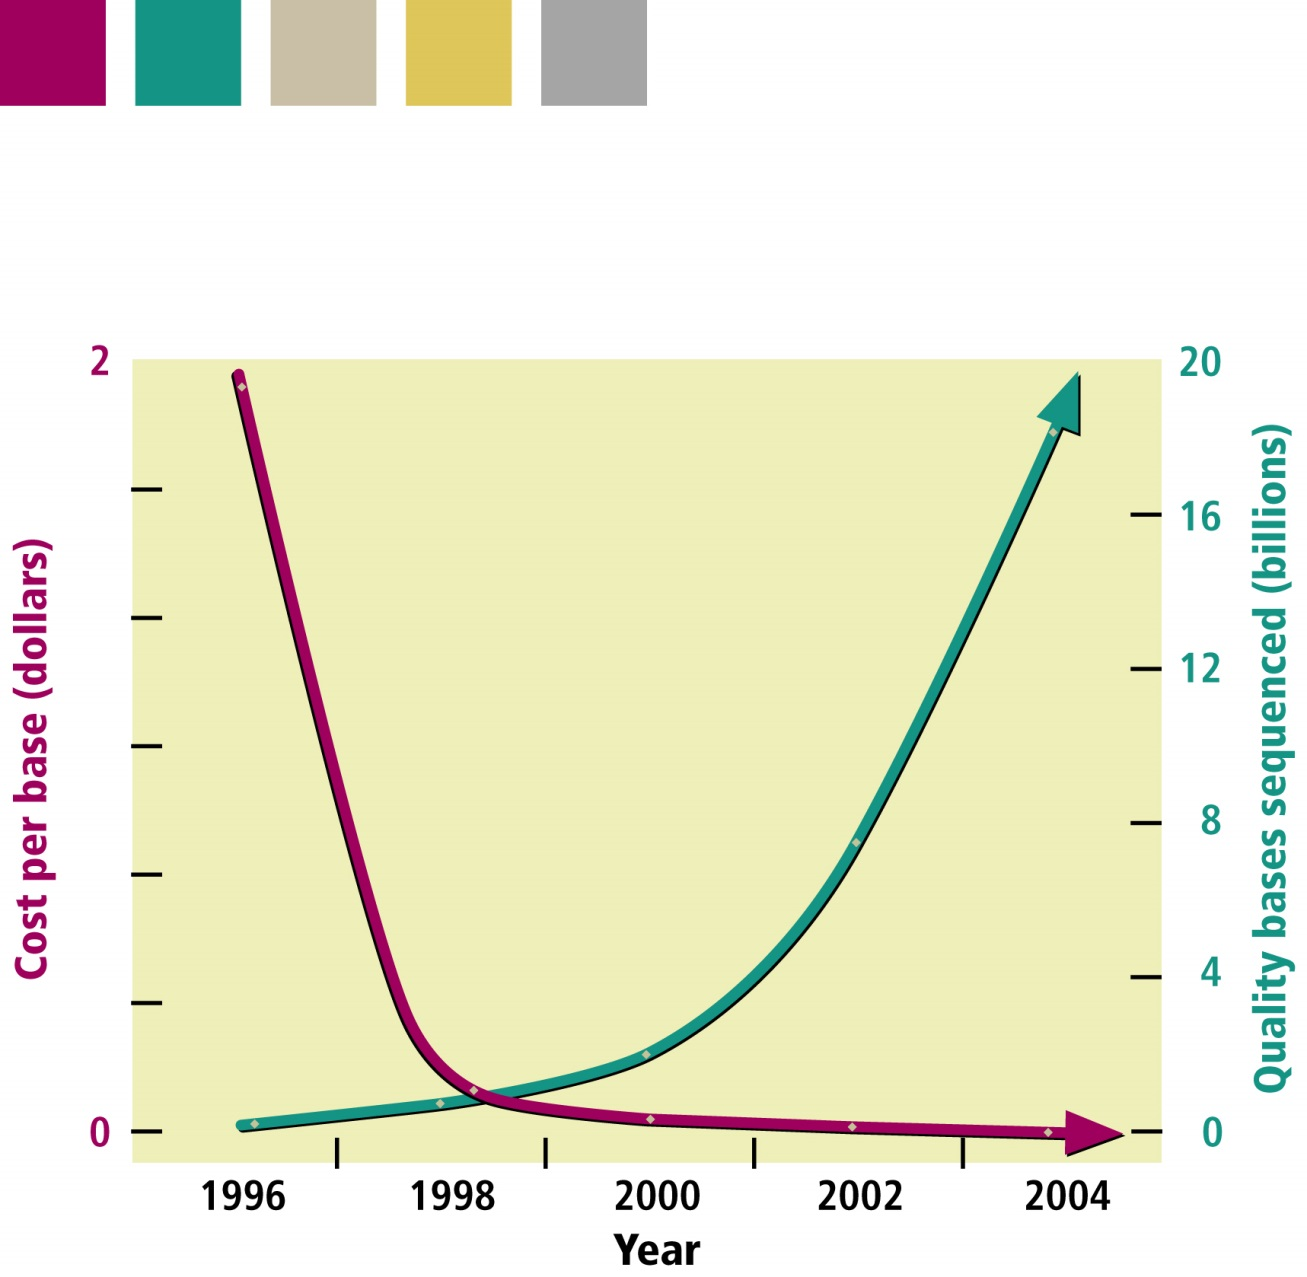 2
20
16
12
8
4
0
0
Cost per base (dollars)
Quality bases sequenced (billions)
1996 1998 2000 2002 2004
Year